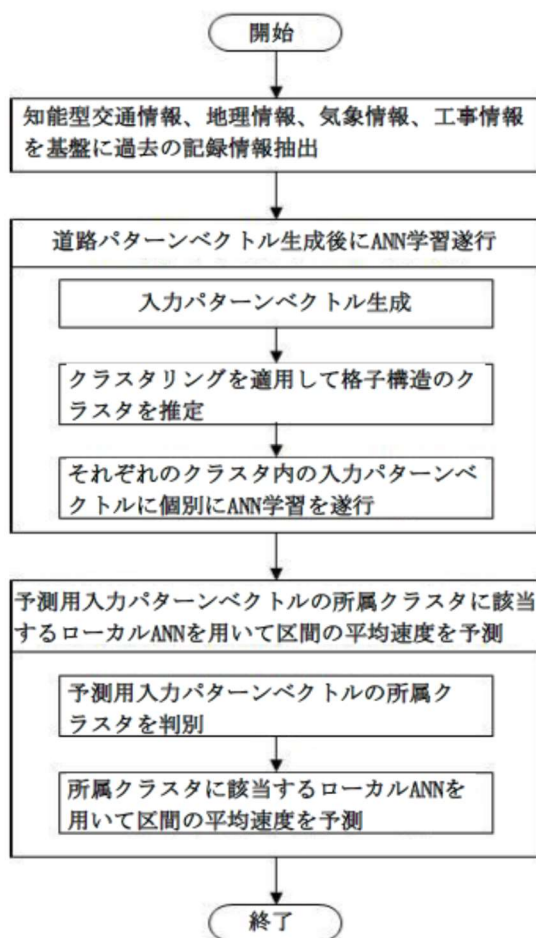 開始
知能型交通情報、地理情報、気象情報、工事情報
を基盤に過去の記録情報抽出
道路パターンベクトル生成後にANN学習遂行
入力パターンベクトル生成
クラスタリングを適用して格子構造のク
ラスタを推定
それぞれのクラスタ内の入力パターンベ
クトルに個別にANN学習を遂行
予測用入力パターンベクトルの所属クラスタに該当
するローカルANNを用いて区間の平均速度を予測
予測用入力パターンベクトルの所属ク
ラスタを判別
所属クラスタに該当するローカルANNを
用いて区間の平均速度を予測
終了